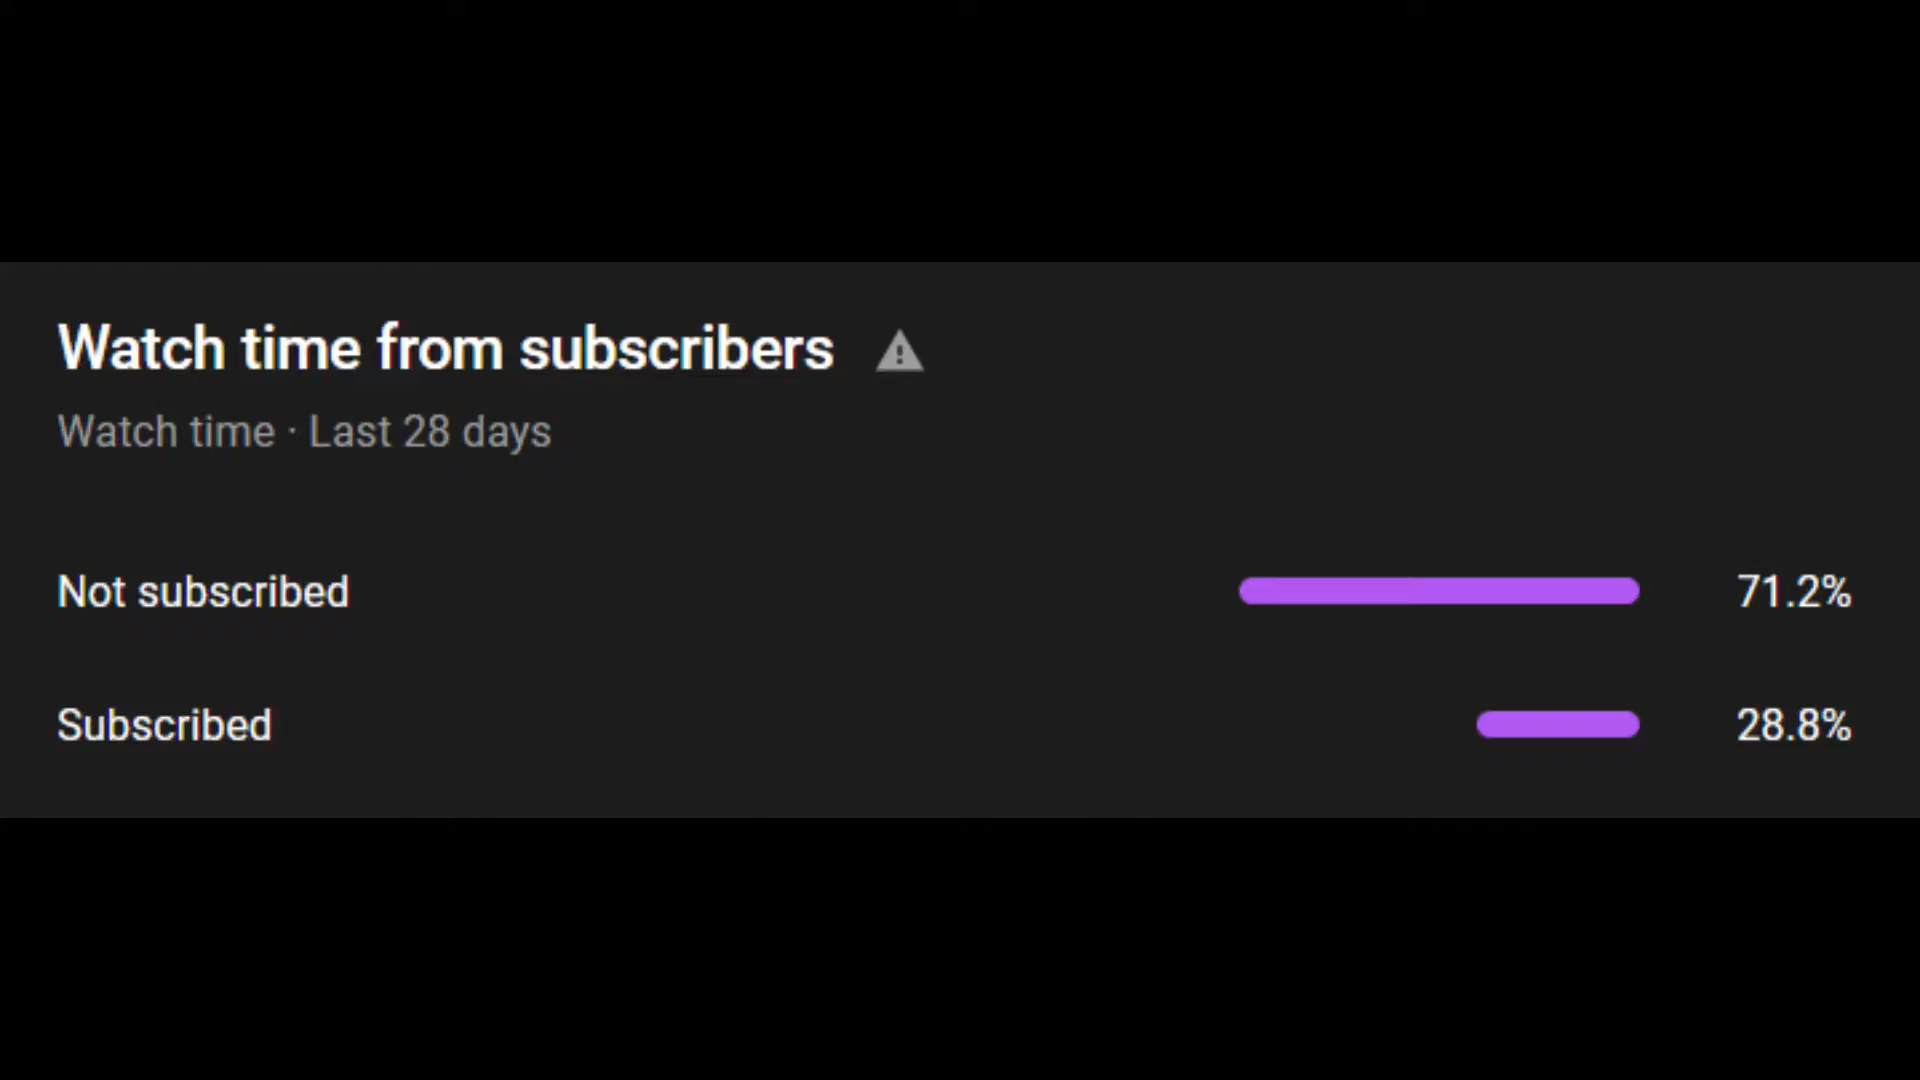 Watch time from subscribers
Watch time · Last 28 days
Not subscribed 71.2%
Subscribed 28.8%